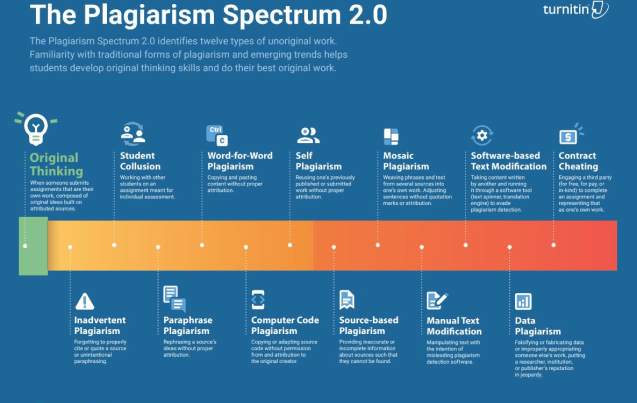 The Plagiarism Spectrum 2.0
turnitin
The Plagiarism Spectrum 2.0 identifies twelve types of unoriginal work.
Familiarity with traditional forms of plagiarism and emerging trends helps
students develop original thinking skills and do their best original work.
Original
Thinking
When someone submits
assignments that are their
own work, composed of
original ideas built on
attributed sources.
Student
Collusion
Working with other
students on an
assignment meant for
individual assessment.
Ctrl
C
Word-for-Word
Plagiarism
Copying and pasting
content without proper
attribution.
Self
Plagiarism
Reusing one's previously
published or submitted
work without proper
attribution.
Mosaic
Plagiarism
Weaving phrases and text
from several sources into
one's own work. Adjusting
sentences without quotation
marks or attribution.
Software-based
Text Modification
Taking content written
by another and running
it through a software tool
(text spinner, translation
engine) to evade
plagiarism detection.
$
Contract
Cheating
Engaging a third party
(for free, for pay, or
in-kind) to complete
an assignment and
representing that
as one's own work.
Inadvertent
Plagiarism
Forgetting to properly
cite or quote a source
or unintentional
paraphrasing.
Paraphrase
Plagiarism
Rephrasing a source's
ideas without proper
attribution.
Computer Code
Plagiarism
Copying or adapting source
code without permission
from and attribution to
the original creator.
Source-based
Plagiarism
Providing inaccurate or
incomplete information
about sources such that
they cannot be found.
Manual Text
Modification
Manipulating text with
the intention of
misleading plagiarism
detection software.
Data
Plagiarism
Falsifying or fabricating data
or improperly appropriating
someone else's work, putting
a researcher, institution,
or publisher's reputation
in jeopardy.